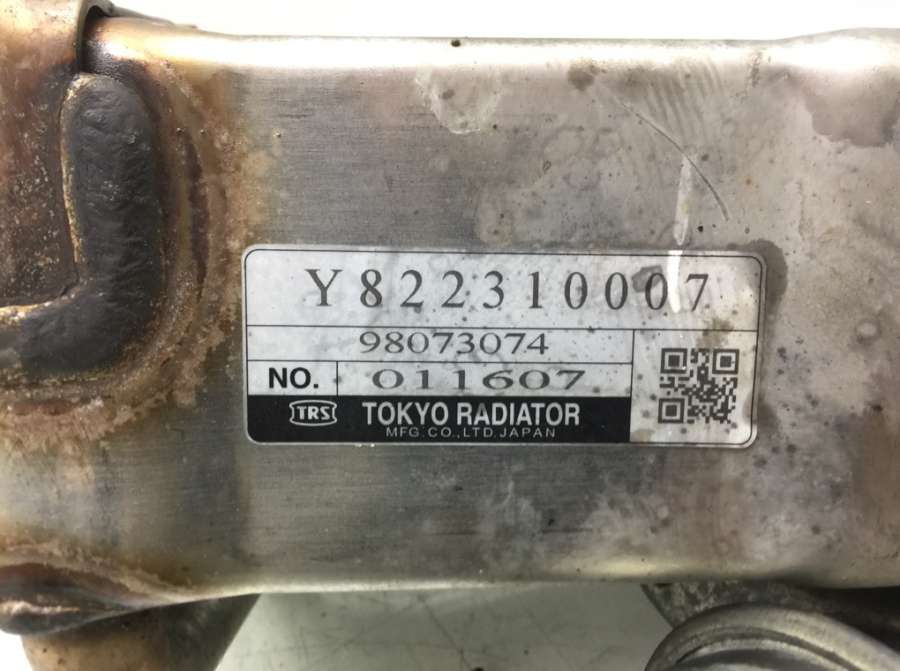 Y822310007
98073074
NO. 011607
TRS TOKYO RADIATOR
MFG.CO.,LTD.JAPAN